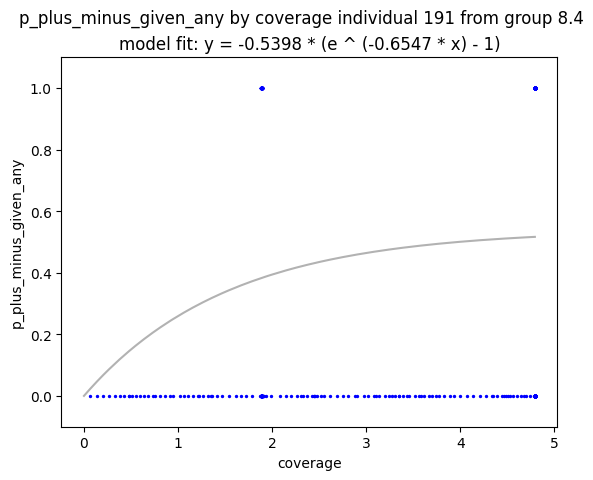 p_plus_minus_given_any by coverage individual 191 from group 8.4
model fit: y = -0.5398 * (e ^ (-0.6547 * x) - 1)
1.0
0.8
0.6
0.4
0.2
0.0
p_plus_minus_given_any
0 1 2 3 4 5
coverage